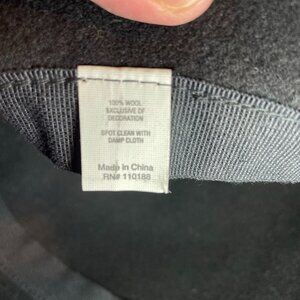 100% WOOL
EXCLUSIVE OF
DECORATION
SPOT CLEAN WITH
DAMP CLOTH
Made in China
RN# 110188